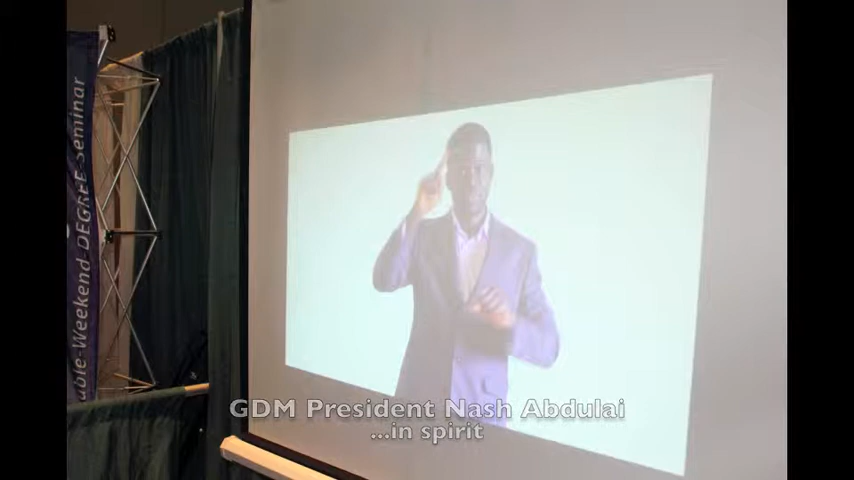 GDM President Nash Abdulai
...in spirit
-Weekend DEGREE Seminar